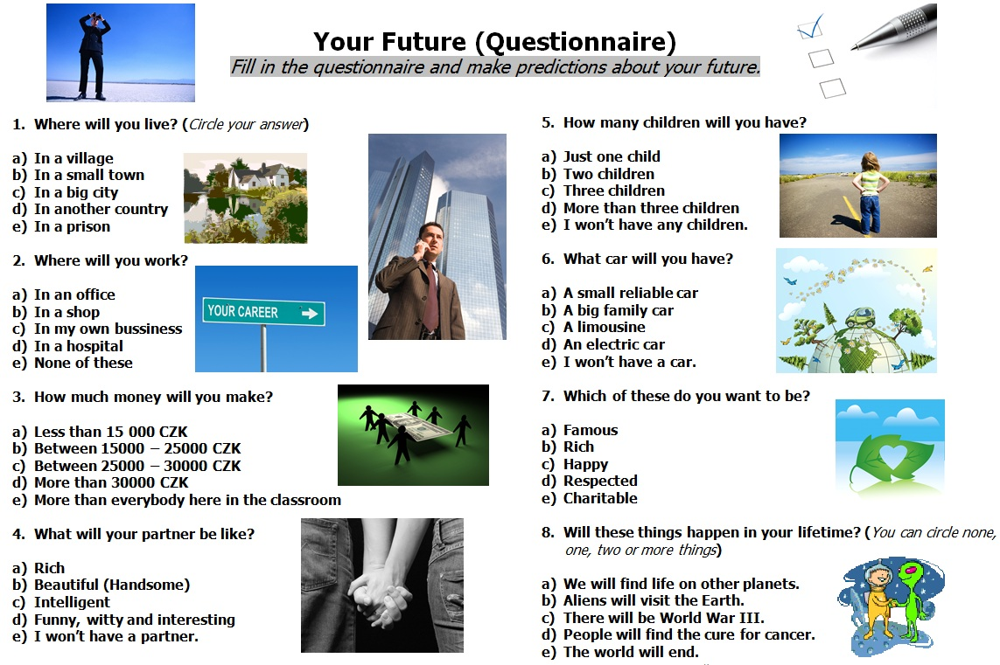 Your Future (Questionnaire)
Fill in the questionnaire and make predictions about your future.
1. Where will you live? (Circle your answer)
a) In a village
b) In a small town
c) In a big city
d) In another country
e) In a prison
2. Where will you work?
a) In an office
b) In a shop
c) In my own bussiness
d) In a hospital
e) None of these
YOUR CAREER
3. How much money will you make?
a) Less than 15 000 CZK
b) Between 15000 – 25000 CZK
c) Between 25000 – 30000 CZK
d) More than 30000 CZK
e) More than everybody here in the classroom
4. What will your partner be like?
a) Rich
b) Beautiful (Handsome)
c) Intelligent
d) Funny, witty and interesting
e) I won't have a partner.
5. How many children will you have?
a) Just one child
b) Two children
c) Three children
d) More than three children
e) I won't have any children.
6. What car will you have?
a) A small reliable car
b) A big family car
c) A limousine
d) An electric car
e) I won't have a car.
7. Which of these do you want to be?
a) Famous
b) Rich
c) Happy
d) Respected
e) Charitable
8. Will these things happen in your lifetime? (You can circle none,
one, two or more things)
a) We will find life on other planets.
b) Aliens will visit the Earth.
c) There will be World War III.
d) People will find the cure for cancer.
e) The world will end.